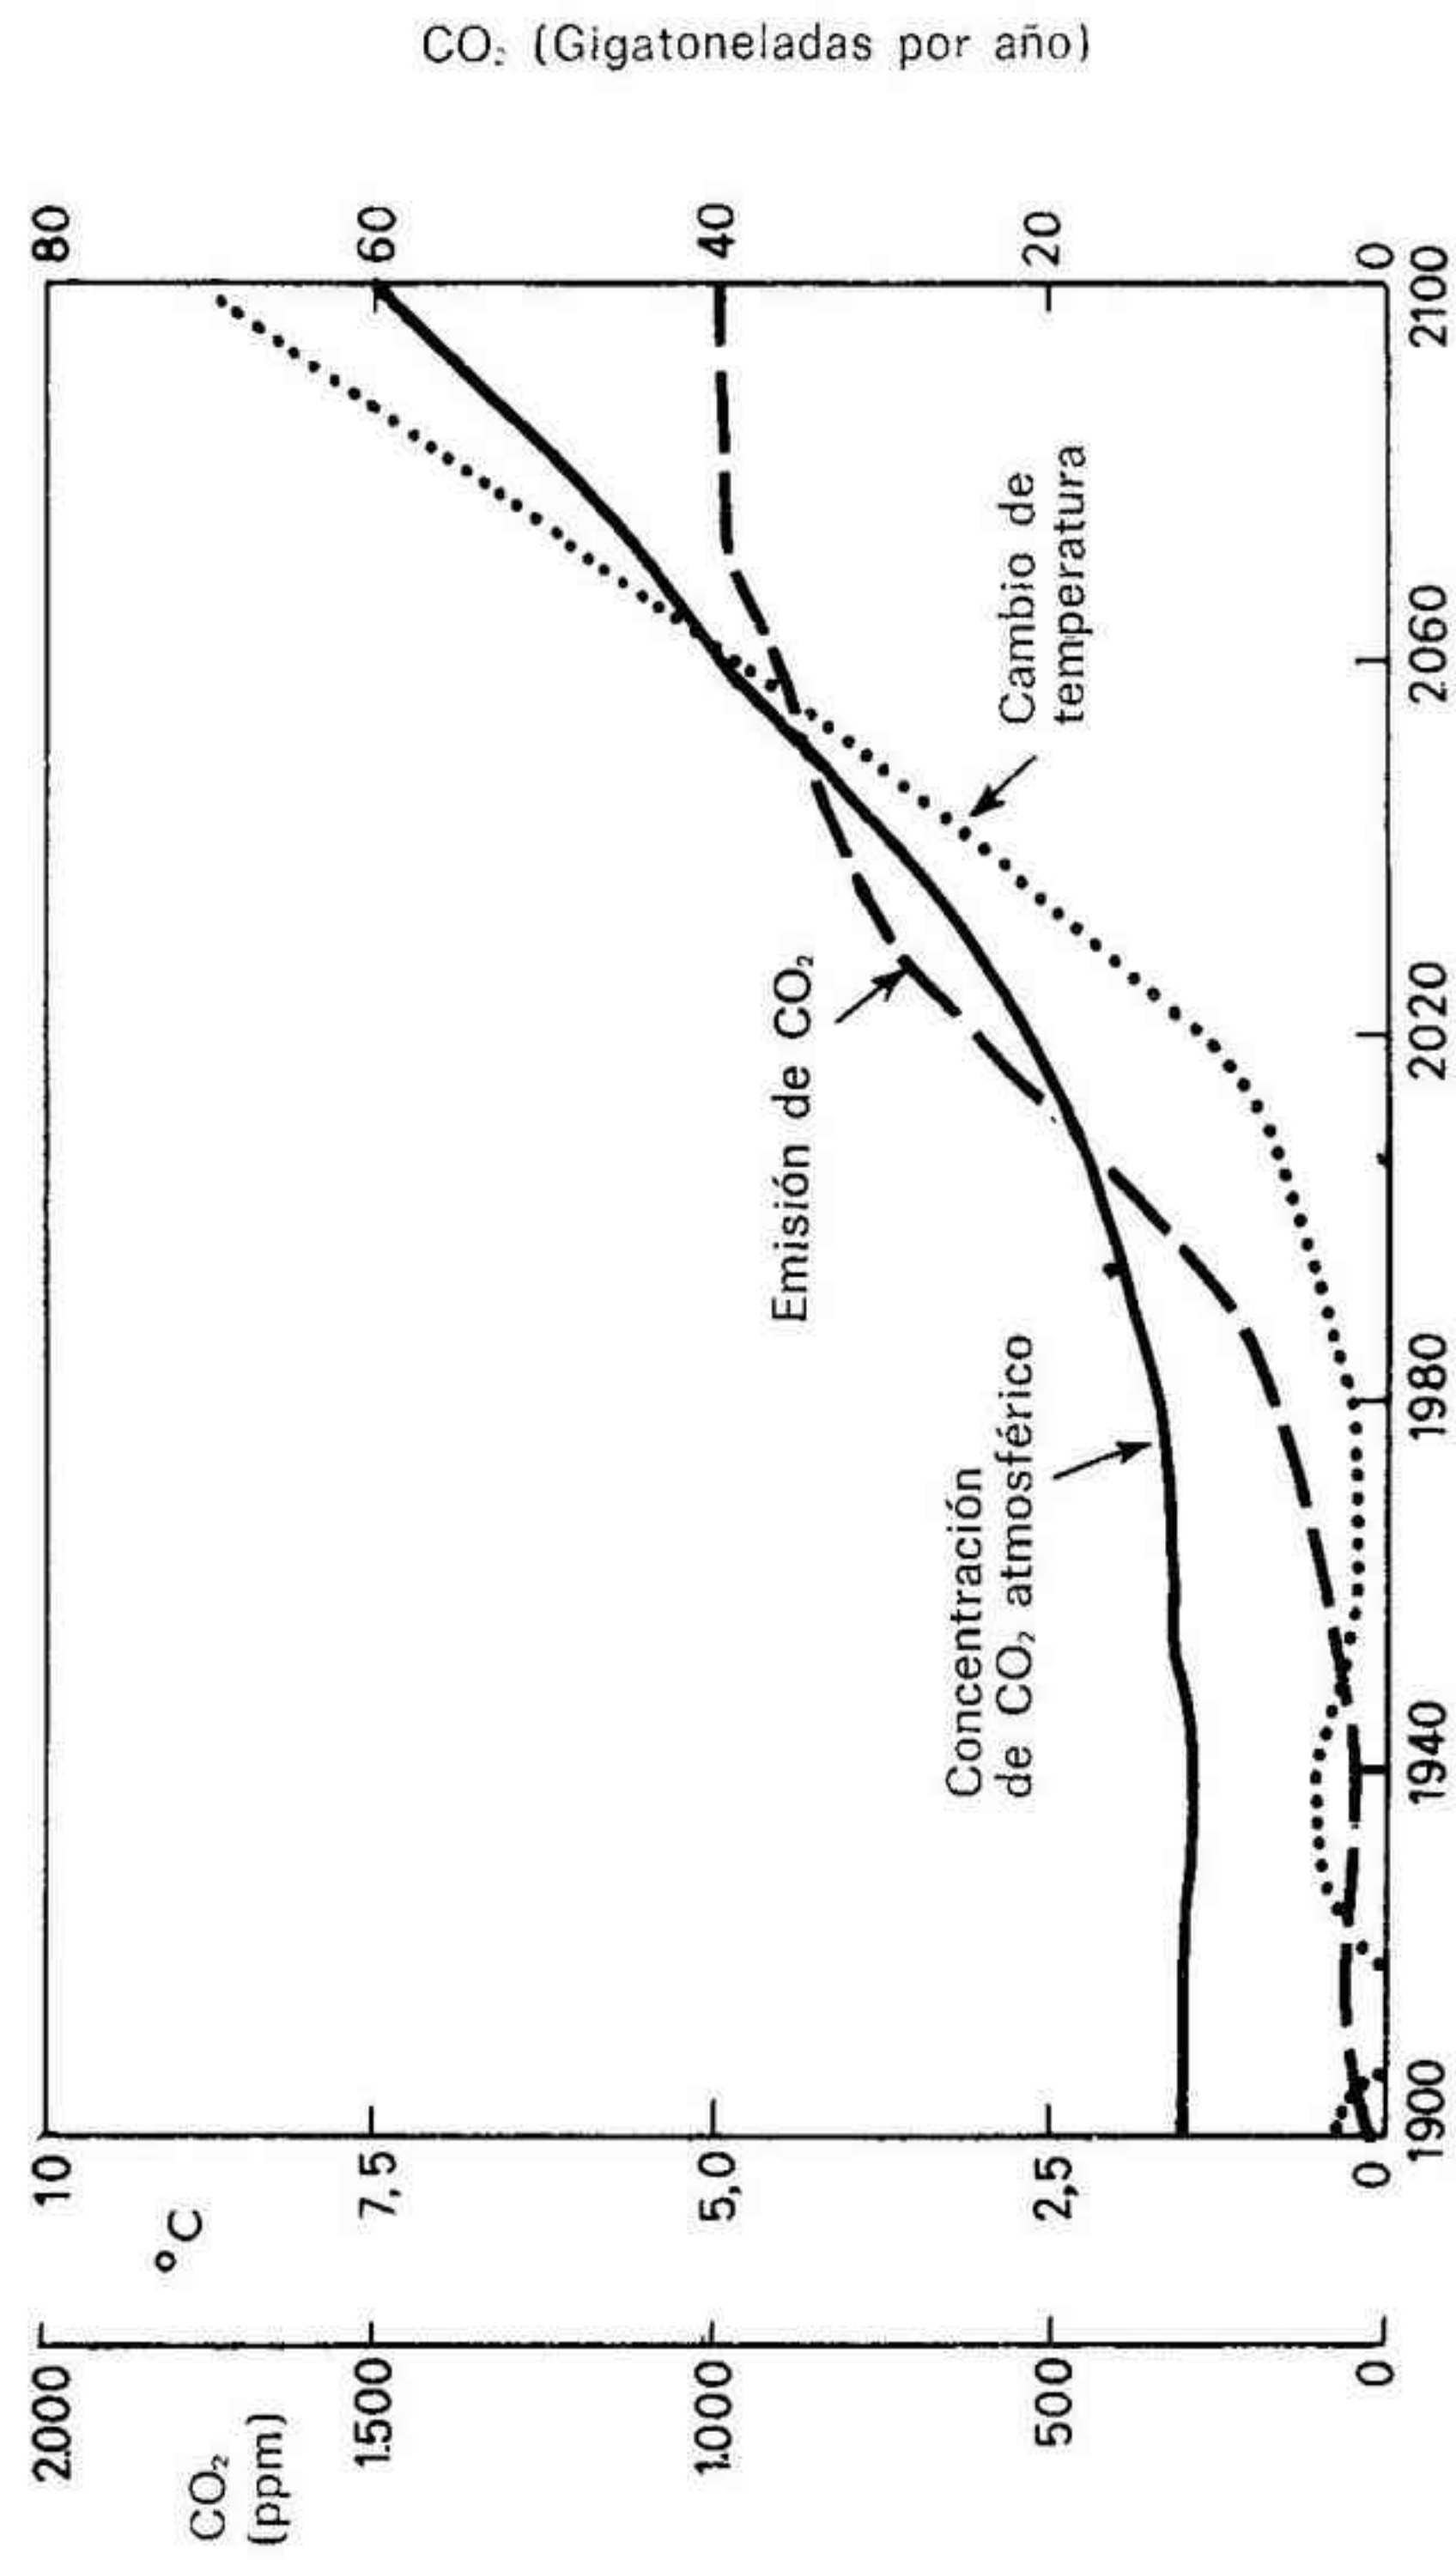 CO₂
(ppm)
2.000
1.500
1.000
500
0
°C
10
7,5
5,0
2,5
0
Concentración
de CO₂ atmosférico
Emisión de CO₂
Cambio de
temperatura
1900
1940
1980
2020
2060
2100
80
60
40
20
0
CO₂ (Gigatoneladas por año)